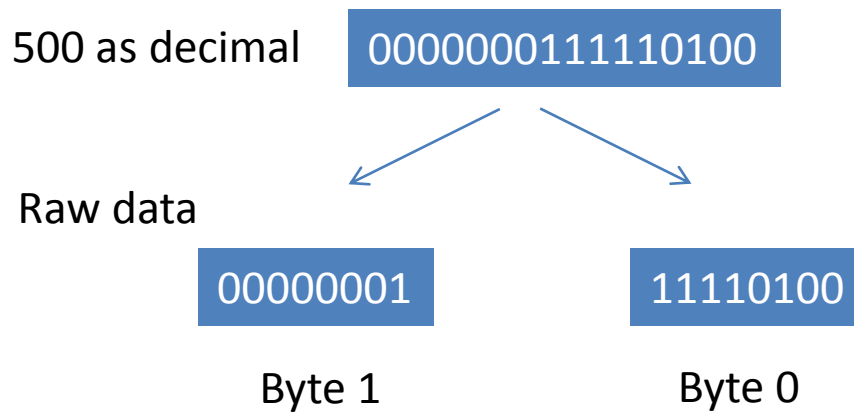 500 as decimal
0000000111110100
Raw data
00000001
11110100
Byte 1
Byte 0